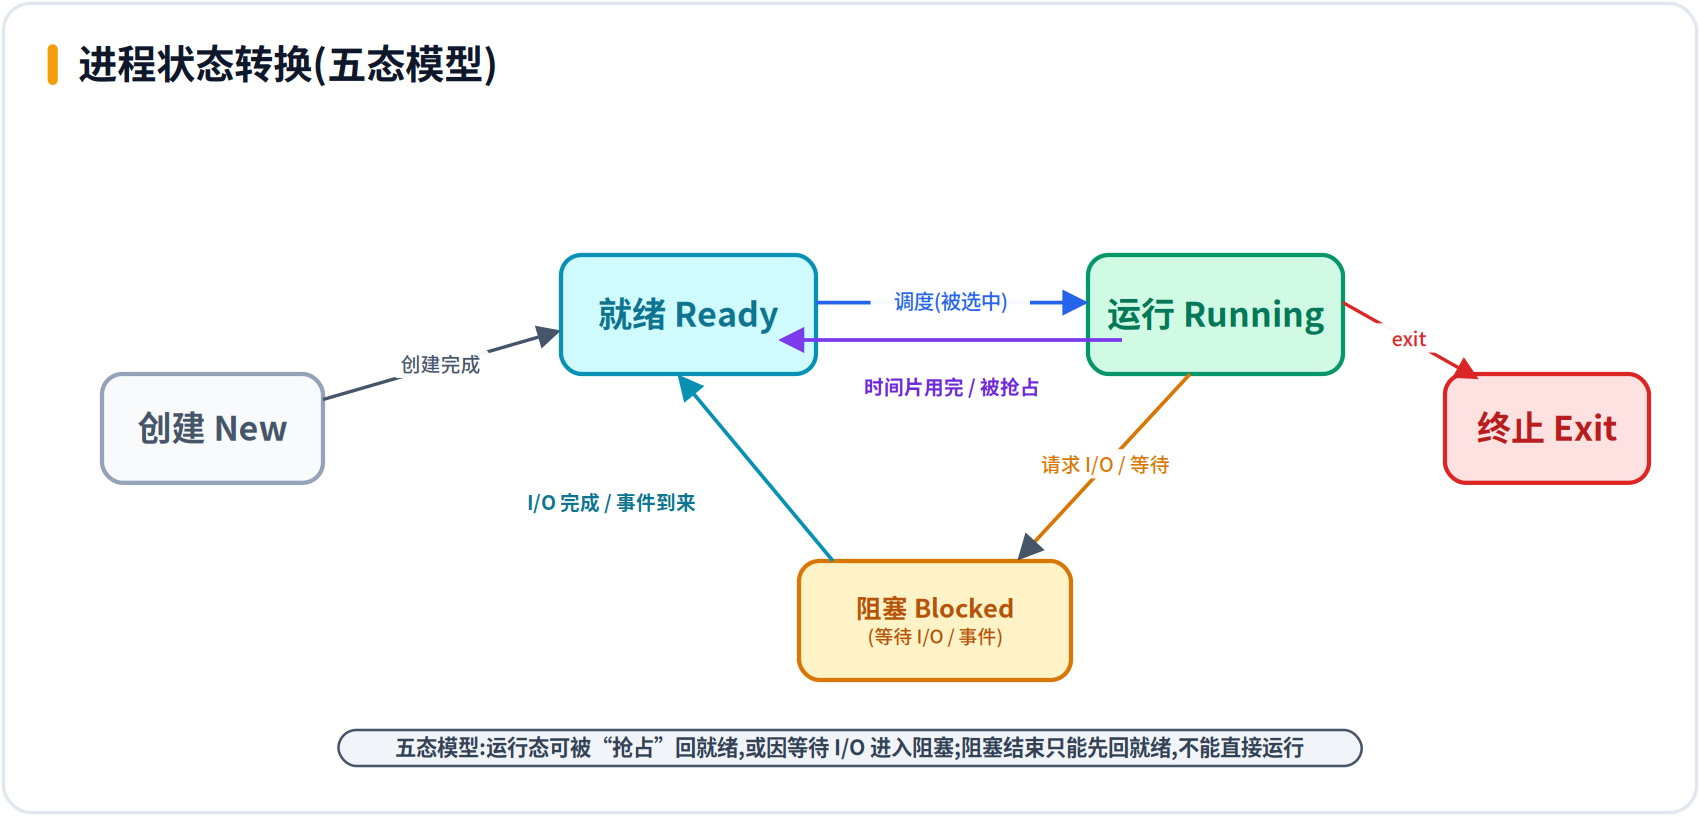 进程状态转换(五态模型)
就绪 Ready
调度(被选中)
运行 Running
exit
创建完成
时间片用完 / 被抢占
创建 New
终止 Exit
请求 I/O / 等待
I/O 完成 / 事件到来
阻塞 Blocked
(等待 I/O / 事件)
五态模型:运行态可被“抢占”回就绪,或因等待 I/O 进入阻塞;阻塞结束只能先回就绪,不能直接运行